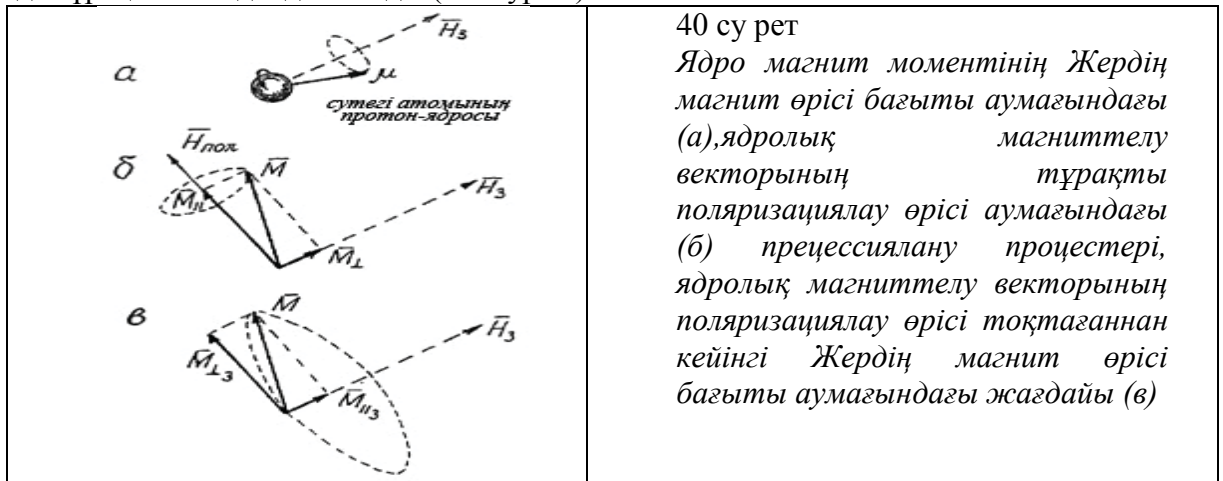 а
H₃
μ
сутегі атомының
протон-ядросы
б
H̅пол
M̅
M̅||
H̅₃
M̅⊥
в
M̅
H̅₃
M̅⊥₃
M̅||₃
40 су рет
Ядро магнит моментінің Жердің
магнит өрісі бағыты аумағындағы
(а),ядролық магниттелу
векторының тұрақты
поляризациялау өрісі аумағындағы
(б) прецессиялану процестері,
ядролық магниттелу векторының
поляризациялау өрісі тоқтағаннан
кейінгі Жердің магнит өрісі
бағыты аумағындағы жағдайы (в)